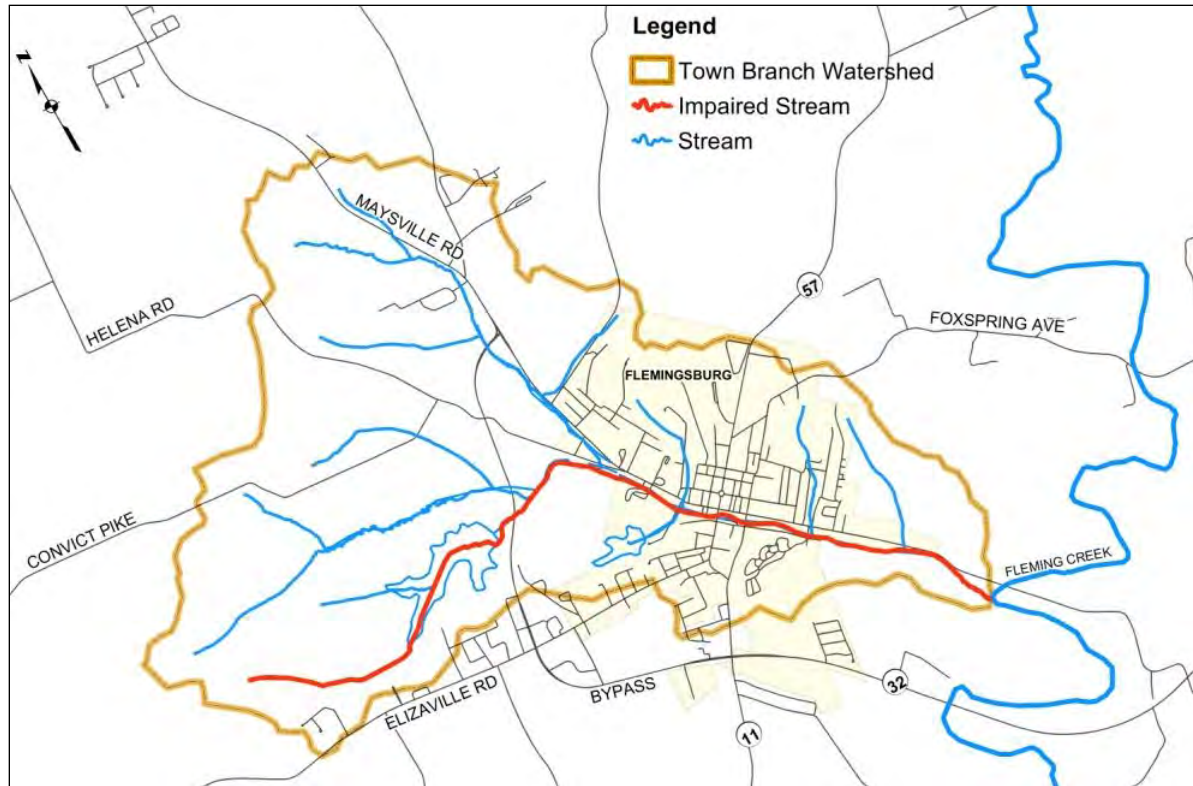 Legend
Town Branch Watershed
Impaired Stream
Stream
N
MAYSVILLE RD
HELENA RD
57
FOXSPRING AVE
FLEMINGSBURG
CONVICT PIKE
FLEMING CREEK
ELIZAVILLE RD
BYPASS
32
11